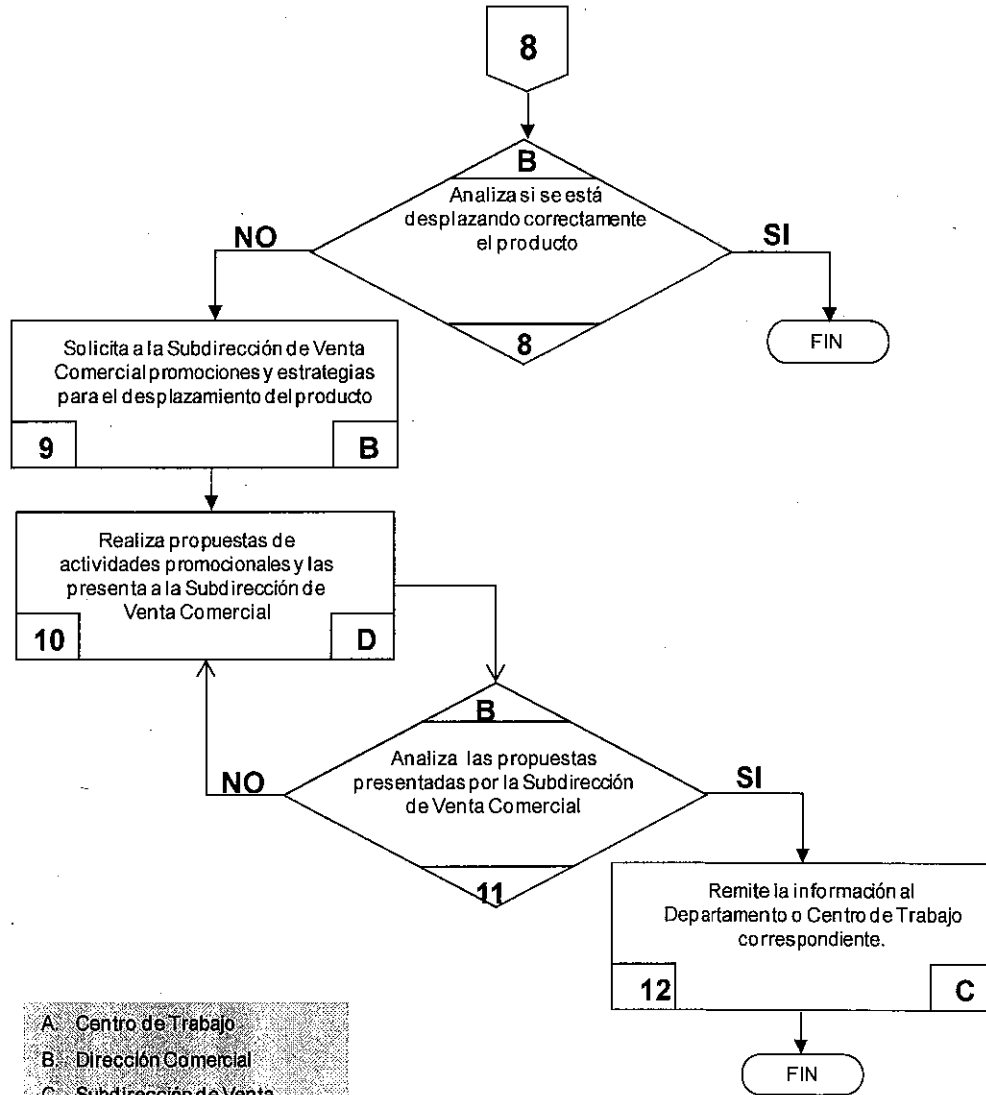 8
B
Analiza si se está
desplazando correctamente
el producto
NO
SI
8
FIN
Solicita a la Subdirección de Venta
Comercial promociones y estrategias
para el desplazamiento del producto
9
B
Realiza propuestas de
actividades promocionales y las
presenta a la Subdirección de
Venta Comercial
10
D
B
Analiza las propuestas
presentadas por la Subdirección
de Venta Comercial
NO
SI
11
Remite la información al
Departamento o Centro de Trabajo
correspondiente.
12
C
FIN
A. Centro de Trabajo
B. Dirección Comercial
C. Subdirección de Venta